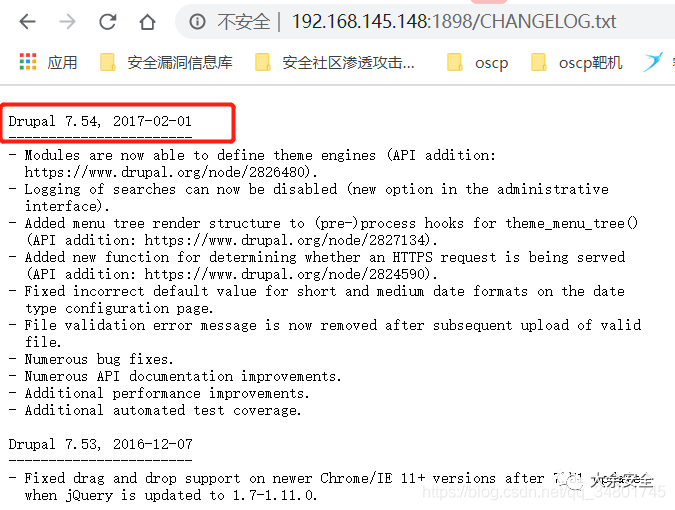 不安全 | 192.168.145.148:1898/CHANGELOG.txt
应用 安全漏洞信息库 安全社区渗透攻击... oscp oscp靶机
Drupal 7.54, 2017-02-01
-----------------------
- Modules are now able to define theme engines (API addition:
https://www.drupal.org/node/2826480).
- Logging of searches can now be disabled (new option in the administrative
interface).
- Added menu tree render structure to (pre-)process hooks for theme_menu_tree()
(API addition: https://www.drupal.org/node/2827134).
- Added new function for determining whether an HTTPS request is being served
(API addition: https://www.drupal.org/node/2824590).
- Fixed incorrect default value for short and medium date formats on the date
type configuration page.
- File validation error message is now removed after subsequent upload of valid
file.
- Numerous bug fixes.
- Numerous API documentation improvements.
- Additional performance improvements.
- Additional automated test coverage.
Drupal 7.53, 2016-12-07
-----------------------
- Fixed drag and drop support on newer Chrome/IE 11+ versions after
when jQuery is updated to 1.7-1.11.0.
大余安全
https://blog.csdn.net/qq_34801745